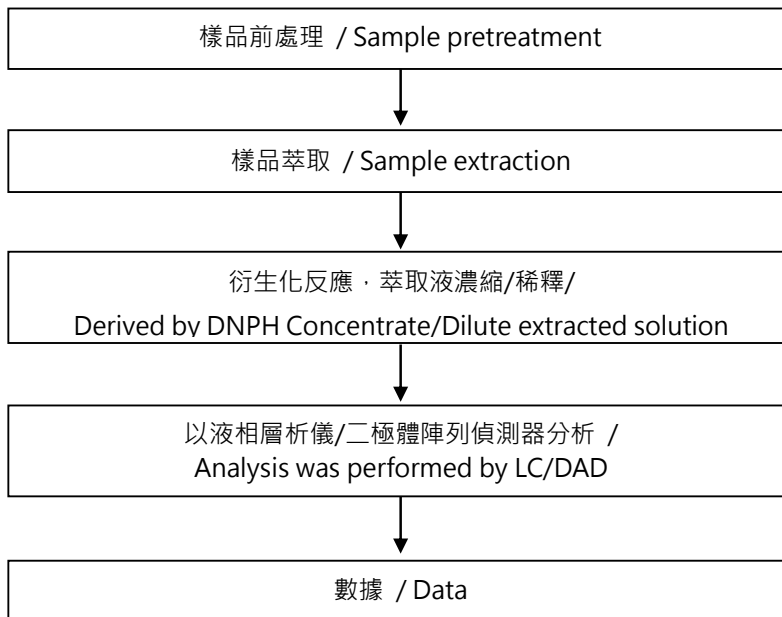 樣品前處理 / Sample pretreatment
樣品萃取 / Sample extraction
衍生化反應，萃取液濃縮/稀釋/
Derived by DNPH Concentrate/Dilute extracted solution
以液相層析儀/二極體陣列偵測器分析 /
Analysis was performed by LC/DAD
數據 / Data